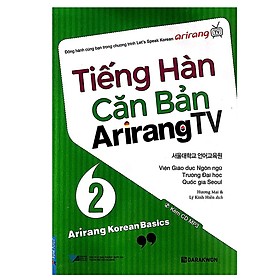 Đồng hành cùng bạn trong chương trình Let's Speak Korean arirang TV
Tiếng Hàn
Căn Bản
Arirang TV
서울대학교 언어교육원
Viện Giáo dục Ngôn ngữ
Trường Đại học
Quốc gia Seoul
Hương Mai &
Lý Kính Hiền dịch
Kèm CD MP3
2
Arirang Korean Basics
DARAKWON